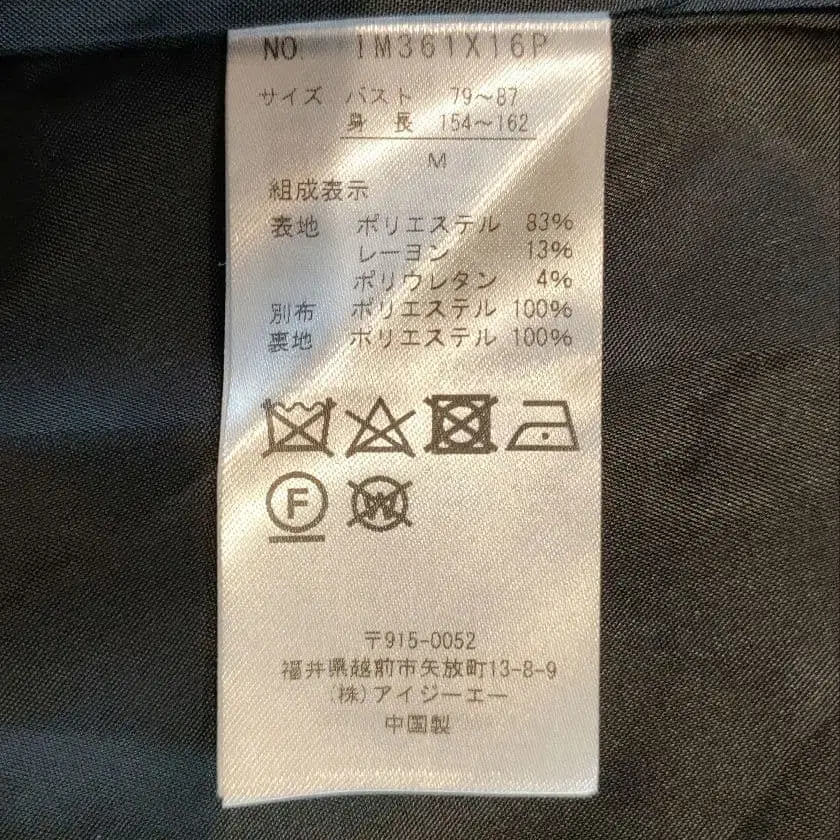 NO. IM361X16P
サイズ バスト 79～87
身 長 154～162
M
組成表示
表地 ポリエステル 83%
レーヨン 13%
ポリウレタン 4%
別布 ポリエステル 100%
裏地 ポリエステル 100%
F W
〒915-0052
福井県越前市矢放町13-8-9
(株)アイジーエー
中国製